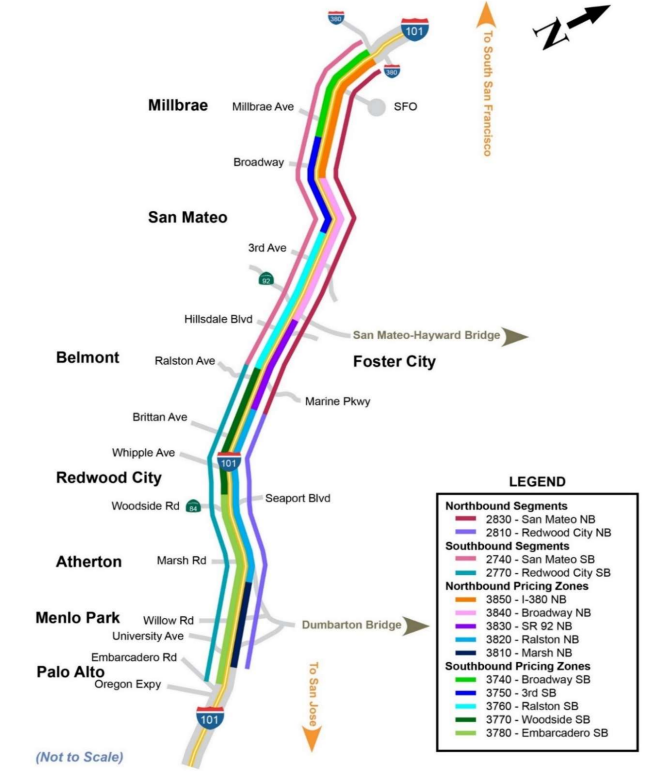 380
101
N
To South San Francisco
380
Millbrae
Millbrae Ave
SFO
Broadway
San Mateo
3rd Ave
92
Hillsdale Blvd
San Mateo-Hayward Bridge
Belmont
Ralston Ave
Foster City
Marine Pkwy
Brittan Ave
Whipple Ave
101
Redwood City
Woodside Rd
84
Seaport Blvd
Atherton
Marsh Rd
Menlo Park
Willow Rd
Dumbarton Bridge
University Ave
Embarcadero Rd
Palo Alto
Oregon Expy
To San Jose
101
(Not to Scale)
LEGEND
Northbound Segments
2830 - San Mateo NB
2810 - Redwood City NB
Southbound Segments
2740 - San Mateo SB
2770 - Redwood City SB
Northbound Pricing Zones
3850 - I-380 NB
3840 - Broadway NB
3830 - SR 92 NB
3820 - Ralston NB
3810 - Marsh NB
Southbound Pricing Zones
3740 - Broadway SB
3750 - 3rd SB
3760 - Ralston SB
3770 - Woodside SB
3780 - Embarcadero SB